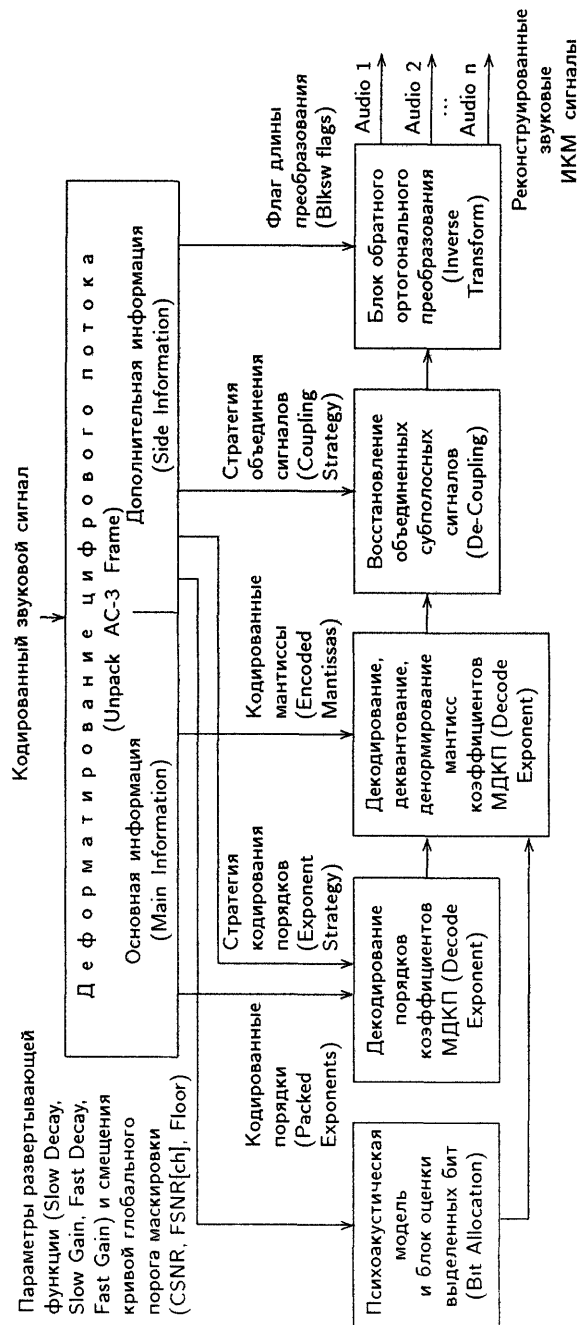 Кодированный звуковой сигнал
Деформатирование цифрового потока
(Unpack AC-3 Frame)
Основная информация
(Main Information)
Дополнительная информация
(Side Information)
Параметры развертывающей
функции (Slow Decay,
Slow Gain, Fast Decay,
Fast Gain) и смещения
кривой глобального
порога маскировки
(CSNR, FSNR[ch], Floor)
Кодированные
порядки
(Packed
Exponents)
Стратегия
кодирования
порядков
(Exponent
Strategy)
Кодированные
мантиссы
(Encoded
Mantissas)
Стратегия
объединения
сигналов
(Coupling
Strategy)
Флаг длины
преобразования
(Blksw flags)
Психоакустическая
модель
и блок оценки
выделенных бит
(Bit Allocation)
Декодирование
порядков
коэффициентов
МДКП (Decode
Exponent)
Декодирование,
деквантование,
денормирование
мантисс
коэффициентов
МДКП (Decode
Exponent)
Восстановление
объединенных
субполосных
сигналов
(De-Coupling)
Блок обратного
ортогонального
преобразования
(Inverse
Transform)
Audio 1
Audio 2
...
Audio n
Реконструированные
звуковые
ИКМ сигналы